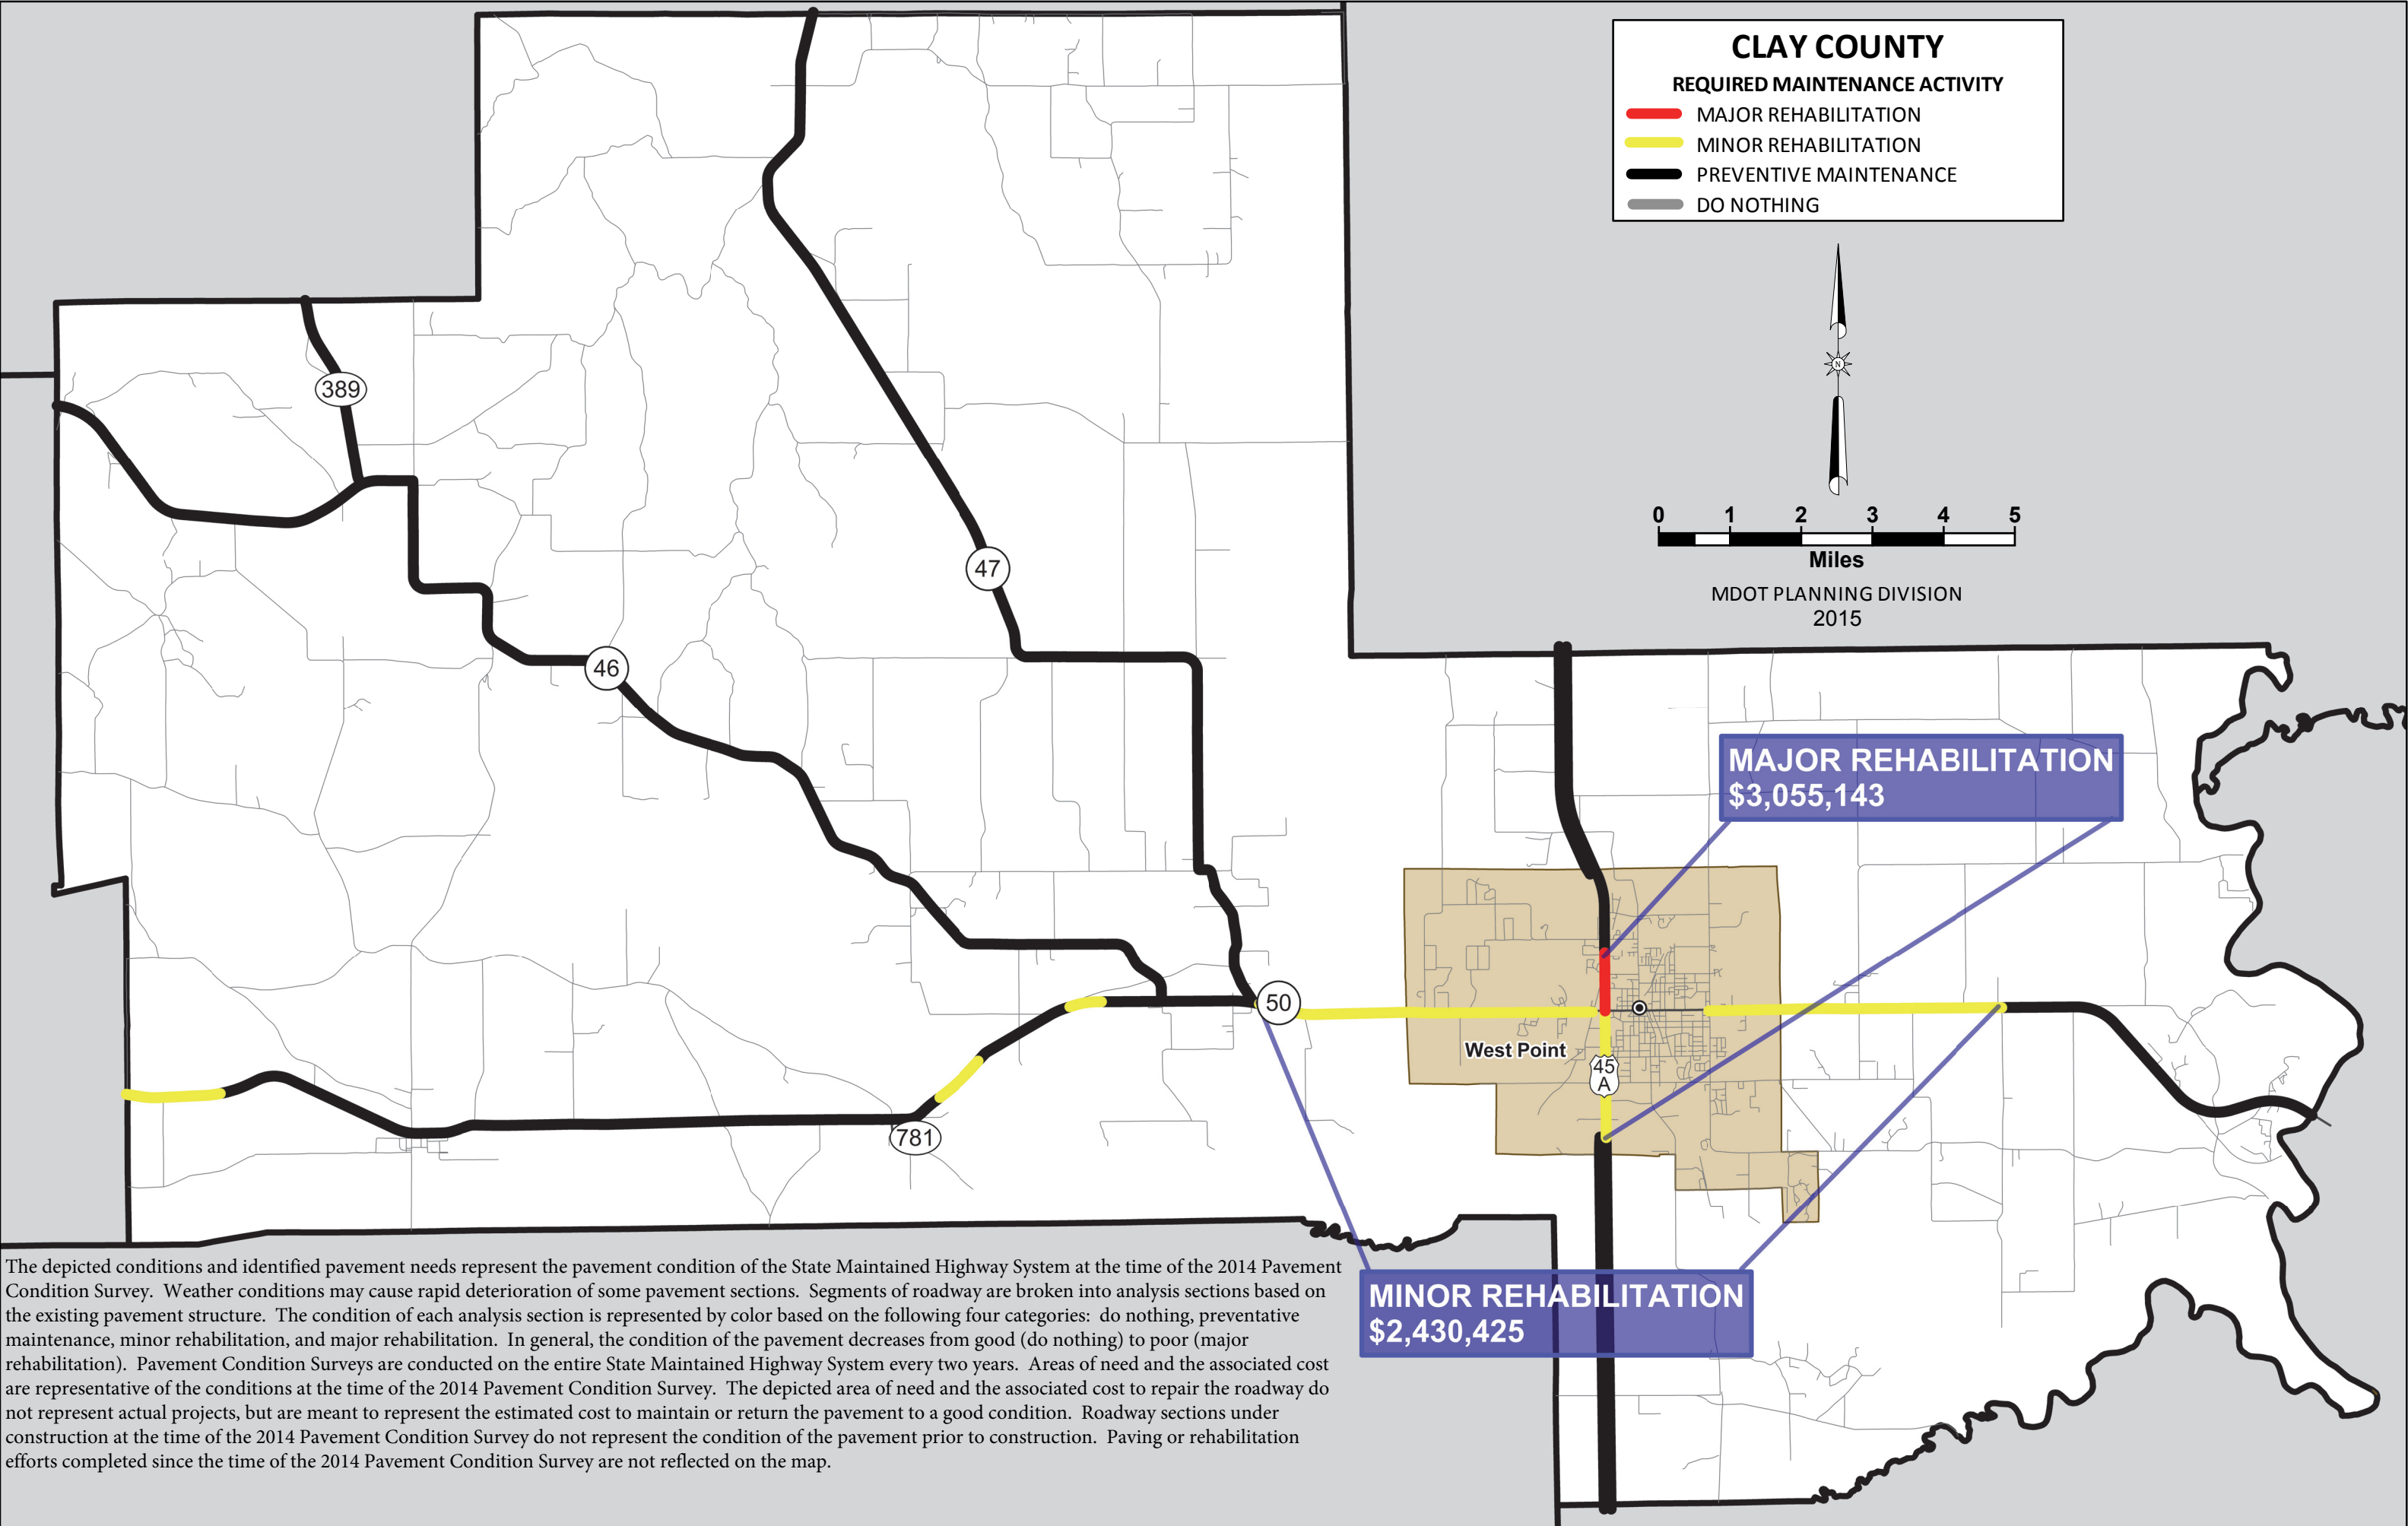 CLAY COUNTY
REQUIRED MAINTENANCE ACTIVITY
MAJOR REHABILITATION
MINOR REHABILITATION
PREVENTIVE MAINTENANCE
DO NOTHING
N
0 1 2 3 4 5
Miles
MDOT PLANNING DIVISION
2015
389
47
46
MAJOR REHABILITATION
$3,055,143
50
West Point
45
A
781
MINOR REHABILITATION
$2,430,425
The depicted conditions and identified pavement needs represent the pavement condition of the State Maintained Highway System at the time of the 2014 Pavement
Condition Survey. Weather conditions may cause rapid deterioration of some pavement sections. Segments of roadway are broken into analysis sections based on
the existing pavement structure. The condition of each analysis section is represented by color based on the following four categories: do nothing, preventative
maintenance, minor rehabilitation, and major rehabilitation. In general, the condition of the pavement decreases from good (do nothing) to poor (major
rehabilitation). Pavement Condition Surveys are conducted on the entire State Maintained Highway System every two years. Areas of need and the associated cost
are representative of the conditions at the time of the 2014 Pavement Condition Survey. The depicted area of need and the associated cost to repair the roadway do
not represent actual projects, but are meant to represent the estimated cost to maintain or return the pavement to a good condition. Roadway sections under
construction at the time of the 2014 Pavement Condition Survey do not represent the condition of the pavement prior to construction. Paving or rehabilitation
efforts completed since the time of the 2014 Pavement Condition Survey are not reflected on the map.